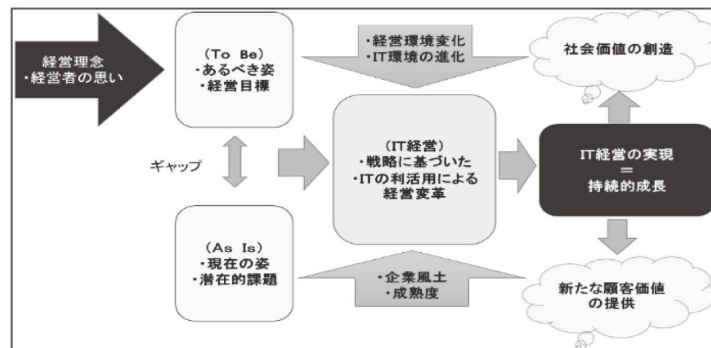 経営理念
・経営者の思い
(To Be)
・あるべき姿
・経営目標
・経営環境変化
・IT環境の進化
社会価値の創造
ギャップ
(IT経営)
・戦略に基づいた
・ITの利活用による
経営変革
IT経営の実現
=
持続的成長
(As Is)
・現在の姿
・潜在的課題
・企業風土
・成熟度
新たな顧客価値
の提供